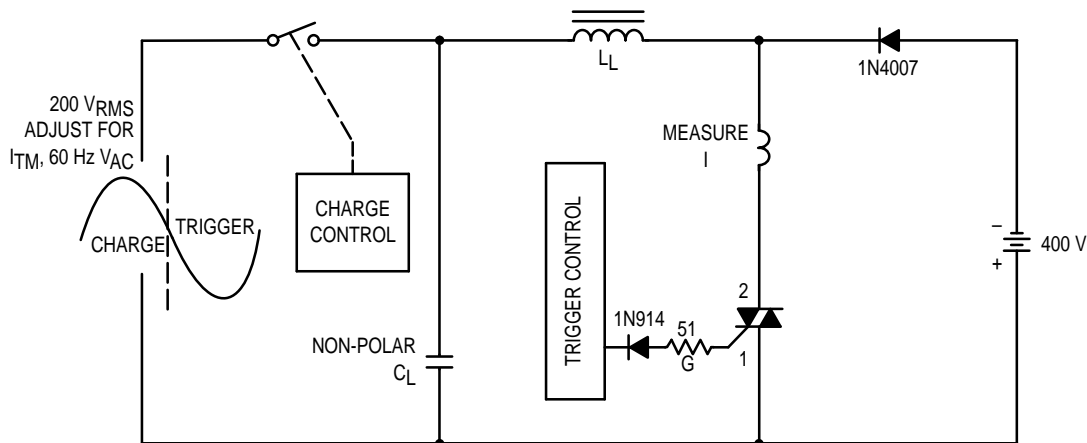 200 VRMS
ADJUST FOR
ITM, 60 Hz VAC
CHARGE
TRIGGER
CHARGE
CONTROL
NON-POLAR
CL
LL
TRIGGER CONTROL
1N914
51
G
MEASURE
I
2
1
1N4007
–
+
400 V